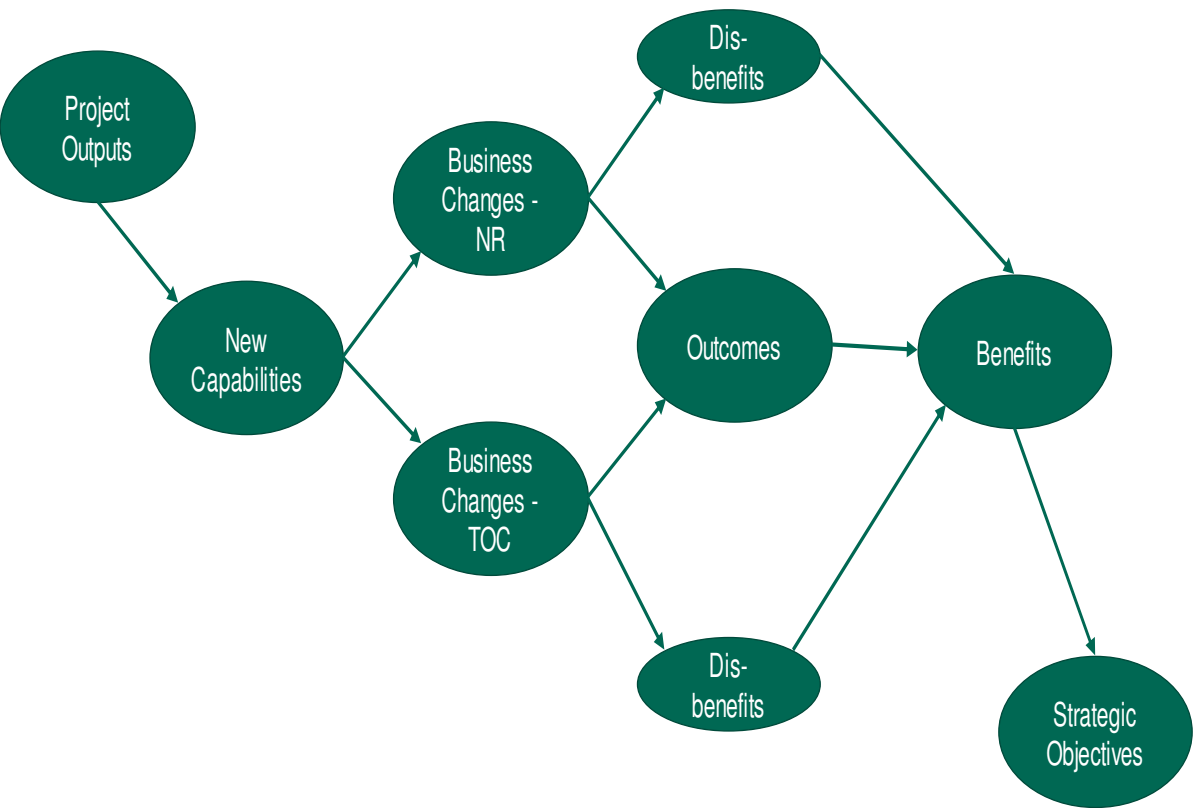 Project
Outputs
New
Capabilities
Business
Changes -
NR
Business
Changes -
TOC
Dis-
benefits
Outcomes
Dis-
benefits
Benefits
Strategic
Objectives